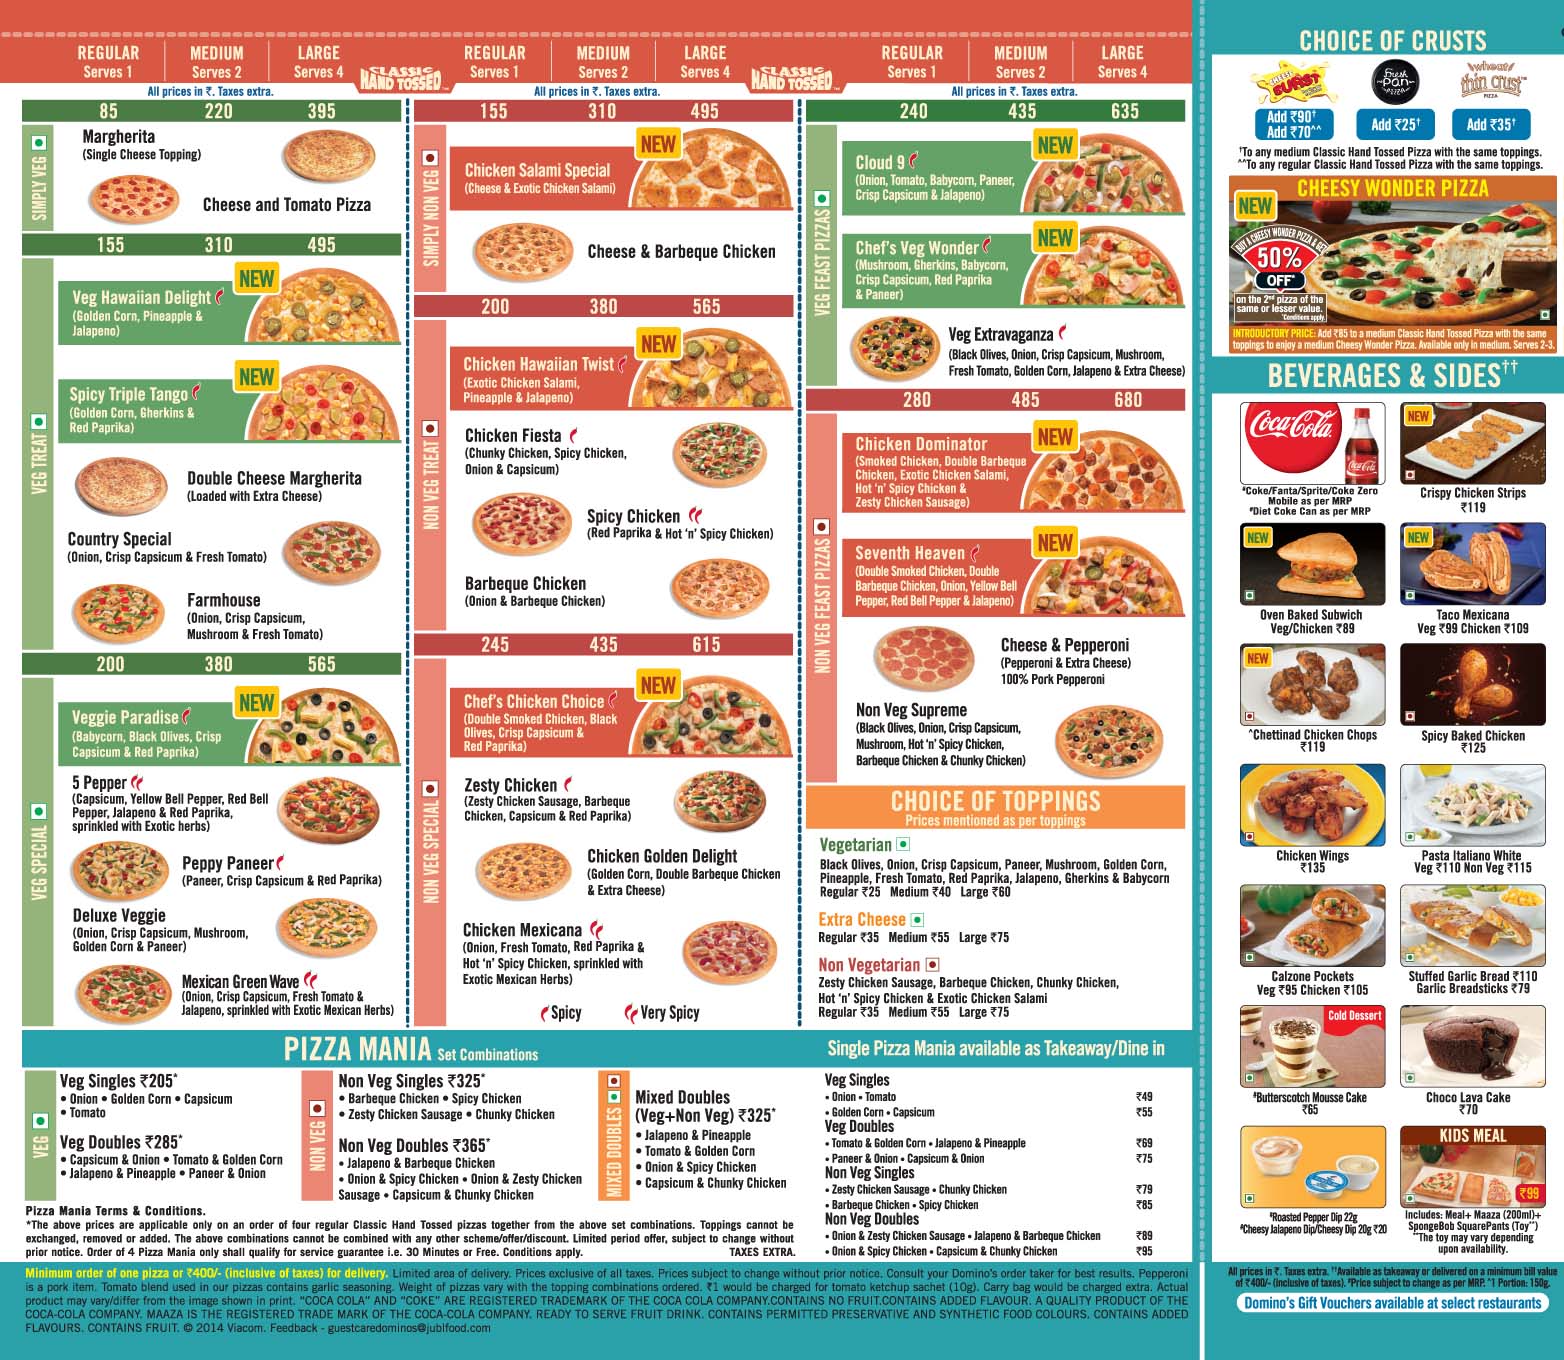 REGULAR MEDIUM LARGE
Serves 1 Serves 2 Serves 4
CLASSIC
HAND TOSSED™
All prices in ₹. Taxes extra.
85 220 395
SIMPLY VEG
Margherita
(Single Cheese Topping)
Cheese and Tomato Pizza
155 310 495
VEG TREAT
NEW
Veg Hawaiian Delight
(Golden Corn, Pineapple &
Jalapeno)
NEW
Spicy Triple Tango
(Golden Corn, Gherkins &
Red Paprika)
Double Cheese Margherita
(Loaded with Extra Cheese)
Country Special
(Onion, Crisp Capsicum & Fresh Tomato)
Farmhouse
(Onion, Crisp Capsicum,
Mushroom & Fresh Tomato)
200 380 565
VEG SPECIAL
NEW
Veggie Paradise
(Babycorn, Black Olives, Crisp
Capsicum & Red Paprika)
5 Pepper
(Capsicum, Yellow Bell Pepper, Red Bell
Pepper, Jalapeno & Red Paprika,
sprinkled with Exotic herbs)
Peppy Paneer
(Paneer, Crisp Capsicum & Red Paprika)
Deluxe Veggie
(Onion, Crisp Capsicum, Mushroom,
Golden Corn & Paneer)
Mexican Green Wave
(Onion, Crisp Capsicum, Fresh Tomato &
Jalapeno, sprinkled with Exotic Mexican Herbs)
REGULAR MEDIUM LARGE
Serves 1 Serves 2 Serves 4
CLASSIC
HAND TOSSED™
All prices in ₹. Taxes extra.
155 310 495
SIMPLY NON VEG
NEW
Chicken Salami Special
(Cheese & Exotic Chicken Salami)
Cheese & Barbeque Chicken
200 380 565
NON VEG TREAT
NEW
Chicken Hawaiian Twist
(Exotic Chicken Salami,
Pineapple & Jalapeno)
Chicken Fiesta
(Chunky Chicken, Spicy Chicken,
Onion & Capsicum)
Spicy Chicken
(Red Paprika & Hot 'n' Spicy Chicken)
Barbeque Chicken
(Onion & Barbeque Chicken)
245 435 615
NON VEG SPECIAL
NEW
Chef's Chicken Choice
(Double Smoked Chicken, Black
Olives, Crisp Capsicum &
Red Paprika)
Zesty Chicken
(Zesty Chicken Sausage, Barbeque
Chicken, Capsicum & Red Paprika)
Chicken Golden Delight
(Golden Corn, Double Barbeque Chicken
& Extra Cheese)
Chicken Mexicana
(Onion, Fresh Tomato, Red Paprika &
Hot 'n' Spicy Chicken, sprinkled with
Exotic Mexican Herbs)
Spicy Very Spicy
REGULAR MEDIUM LARGE
Serves 1 Serves 2 Serves 4
All prices in ₹. Taxes extra.
240 435 635
VEG FEAST PIZZAS
NEW
Cloud 9
(Onion, Tomato, Babycorn, Paneer,
Crisp Capsicum & Jalapeno)
NEW
Chef's Veg Wonder
(Mushroom, Gherkins, Babycorn,
Crisp Capsicum, Red Paprika
& Paneer)
Veg Extravaganza
(Black Olives, Onion, Crisp Capsicum, Mushroom,
Fresh Tomato, Golden Corn, Jalapeno & Extra Cheese)
280 485 680
NON VEG FEAST PIZZAS
NEW
Chicken Dominator
(Smoked Chicken, Double Barbeque
Chicken, Exotic Chicken Salami,
Hot 'n' Spicy Chicken &
Zesty Chicken Sausage)
NEW
Seventh Heaven
(Double Smoked Chicken, Double
Barbeque Chicken, Onion, Yellow Bell
Pepper, Red Bell Pepper & Jalapeno)
Cheese & Pepperoni
(Pepperoni & Extra Cheese)
100% Pork Pepperoni
Non Veg Supreme
(Black Olives, Onion, Crisp Capsicum,
Mushroom, Hot 'n' Spicy Chicken,
Barbeque Chicken & Chunky Chicken)
CHOICE OF TOPPINGS
Prices mentioned as per toppings
Vegetarian
Black Olives, Onion, Crisp Capsicum, Paneer, Mushroom, Golden Corn,
Pineapple, Fresh Tomato, Red Paprika, Jalapeno, Gherkins & Babycorn
Regular ₹25 Medium ₹40 Large ₹60
Extra Cheese
Regular ₹35 Medium ₹55 Large ₹75
Non Vegetarian
Zesty Chicken Sausage, Barbeque Chicken, Chunky Chicken,
Hot 'n' Spicy Chicken & Exotic Chicken Salami
Regular ₹35 Medium ₹55 Large ₹75
PIZZA MANIA Set Combinations
VEG
Veg Singles ₹205*
• Onion • Golden Corn • Capsicum
• Tomato
Veg Doubles ₹285*
• Capsicum & Onion • Tomato & Golden Corn
• Jalapeno & Pineapple • Paneer & Onion
NON VEG
Non Veg Singles ₹325*
• Barbeque Chicken • Spicy Chicken
• Zesty Chicken Sausage • Chunky Chicken
Non Veg Doubles ₹365*
• Jalapeno & Barbeque Chicken
• Onion & Spicy Chicken • Onion & Zesty Chicken
Sausage • Capsicum & Chunky Chicken
MIXED DOUBLES
Mixed Doubles
(Veg+Non Veg) ₹325*
• Jalapeno & Pineapple
• Tomato & Golden Corn
• Onion & Spicy Chicken
• Capsicum & Chunky Chicken
Single Pizza Mania available as Takeaway/Dine in
Veg Singles
• Onion • Tomato ₹49
• Golden Corn • Capsicum ₹55
Veg Doubles
• Tomato & Golden Corn • Jalapeno & Pineapple ₹69
• Paneer & Onion • Capsicum & Onion ₹75
Non Veg Singles
• Zesty Chicken Sausage • Chunky Chicken ₹79
• Barbeque Chicken • Spicy Chicken ₹85
Non Veg Doubles
• Onion & Zesty Chicken Sausage • Jalapeno & Barbeque Chicken ₹89
• Onion & Spicy Chicken • Capsicum & Chunky Chicken ₹95
Pizza Mania Terms & Conditions.
*The above prices are applicable only on an order of four regular Classic Hand Tossed pizzas together from the above set combinations. Toppings cannot be
exchanged, removed or added. The above combinations cannot be combined with any other scheme/offer/discount. Limited period offer, subject to change without
prior notice. Order of 4 Pizza Mania only shall qualify for service guarantee i.e. 30 Minutes or Free. Conditions apply. TAXES EXTRA.
Minimum order of one pizza or ₹400/- (inclusive of taxes) for delivery. Limited area of delivery. Prices exclusive of all taxes. Prices subject to change without prior notice. Consult your Domino's order taker for best results. Pepperoni
is a pork item. Tomato blend used in our pizzas contains garlic seasoning. Weight of pizzas vary with the topping combinations ordered. ₹1 would be charged for tomato ketchup sachet (10g). Carry bag would be charged extra. Actual
product may vary/differ from the image shown in print. "COCA COLA" AND "COKE" ARE REGISTERED TRADEMARK OF THE COCA COLA COMPANY.CONTAINS NO FRUIT.CONTAINS ADDED FLAVOUR. A QUALITY PRODUCT OF THE
COCA-COLA COMPANY. MAAZA IS THE REGISTERED TRADE MARK OF THE COCA-COLA COMPANY. READY TO SERVE FRUIT DRINK. CONTAINS PERMITTED PRESERVATIVE AND SYNTHETIC FOOD COLOURS. CONTAINS ADDED
FLAVOURS. CONTAINS FRUIT. © 2014 Viacom. Feedback - guestcaredominos@jublfood.com
CHOICE OF CRUSTS
CHEESE BURST
Fresh Pan PIZZA
wheat thin crust™ PIZZA
Add ₹90†
Add ₹70^^
Add ₹25†
Add ₹35†
†To any medium Classic Hand Tossed Pizza with the same toppings.
^^To any regular Classic Hand Tossed Pizza with the same toppings.
CHEESY WONDER PIZZA
NEW
BUY A CHEESY WONDER PIZZA & GET
50%
OFF*
on the 2nd pizza of the
same or lesser value.
*Conditions apply.
INTRODUCTORY PRICE: Add ₹85 to a medium Classic Hand Tossed Pizza with the same
toppings to enjoy a medium Cheesy Wonder Pizza. Available only in medium. Serves 2-3.
BEVERAGES & SIDES††
Coca-Cola
#Coke/Fanta/Sprite/Coke Zero
Mobile as per MRP
#Diet Coke Can as per MRP
NEW
Crispy Chicken Strips
₹119
NEW
Oven Baked Subwich
Veg/Chicken ₹89
NEW
Taco Mexicana
Veg ₹99 Chicken ₹109
NEW
^Chettinad Chicken Chops
₹119
Spicy Baked Chicken
₹125
Chicken Wings
₹135
Pasta Italiano White
Veg ₹110 Non Veg ₹115
Calzone Pockets
Veg ₹95 Chicken ₹105
Stuffed Garlic Bread ₹110
Garlic Breadsticks ₹79
Cold Dessert
#Butterscotch Mousse Cake
₹65
Choco Lava Cake
₹70
#Roasted Pepper Dip 22g
#Cheesy Jalapeno Dip/Cheesy Dip 20g ₹20
KIDS MEAL
₹99
Includes: Meal+ Maaza (200ml)+
SpongeBob SquarePants (Toy**)
**The toy may vary depending
upon availability.
All prices in ₹. Taxes extra. ††Available as takeaway or delivered on a minimum bill value
of ₹400/- (Inclusive of taxes). #Price subject to change as per MRP. ^1 Portion: 150g.
Domino's Gift Vouchers available at select restaurants